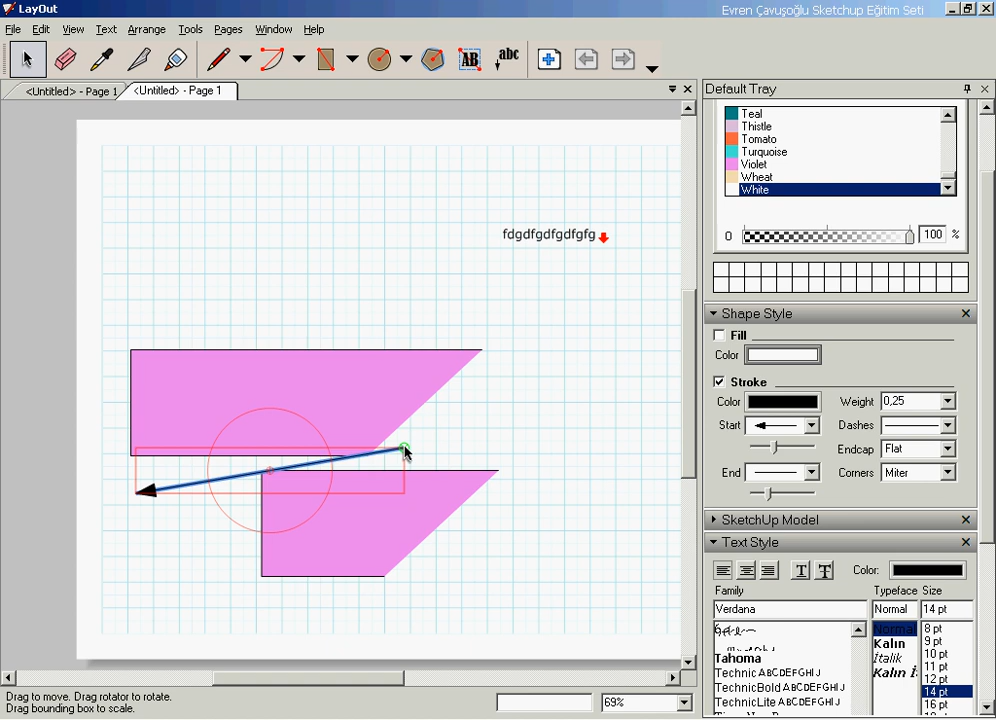 LayOut
Evren Çavuşoğlu Sketchup Eğitim Seti
File Edit View Text Arrange Tools Pages Window Help
AB abc
<Untitled> - Page 1
<Untitled> - Page 1
Default Tray
Teal
Thistle
Tomato
Turquoise
Violet
Wheat
White
0 100 %
fdgdfgdfgdfgfg
Shape Style
Fill
Color
Stroke
Color Weight 0,25
Start Dashes
Endcap Flat
End Corners Miter
SketchUp Model
Text Style
T T Color:
Family Typeface Size
Verdana Normal 14 pt
Normal 8 pt
Kalın 9 pt
Tahoma İtalik 10 pt
Technic ABCDEFGHIJ Kalın İ 11 pt
TechnicBold ABCDEFGHIJ 12 pt
TechnicLite ABCDEFGHIJ 14 pt
16 pt
Drag to move. Drag rotator to rotate.
Drag bounding box to scale.
69%